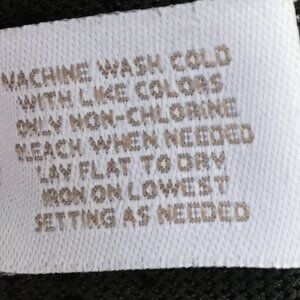 MACHINE WASH COLD
WITH LIKE COLORS
ONLY NON-CHLORINE
BLEACH WHEN NEEDED
LAY FLAT TO DRY
IRON ON LOWEST
SETTING AS NEEDED